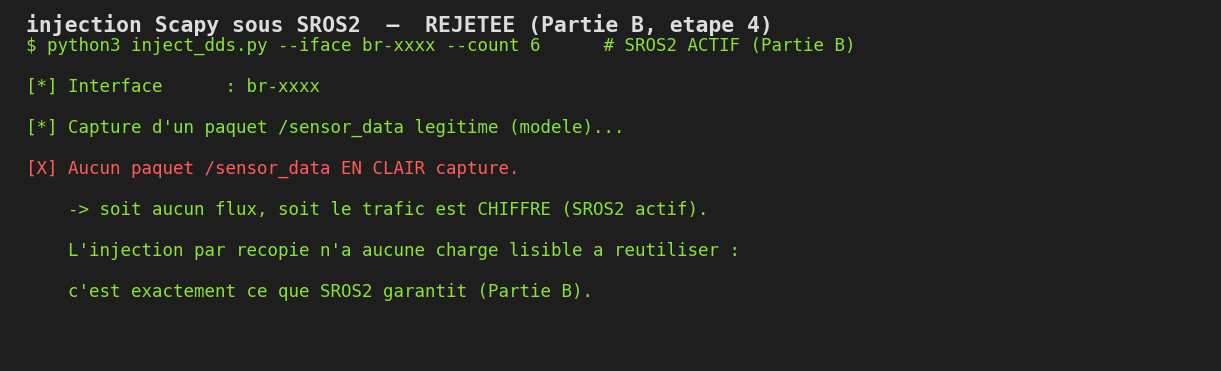 injection Scapy sous SROS2  —  REJETEE (Partie B, etape 4)
$ python3 inject_dds.py --iface br-xxxx --count 6      # SROS2 ACTIF (Partie B)
[*] Interface      : br-xxxx
[*] Capture d'un paquet /sensor_data legitime (modele)...
[X] Aucun paquet /sensor_data EN CLAIR capture.
    -> soit aucun flux, soit le trafic est CHIFFRE (SROS2 actif).
    L'injection par recopie n'a aucune charge lisible a reutiliser :
    c'est exactement ce que SROS2 garantit (Partie B).